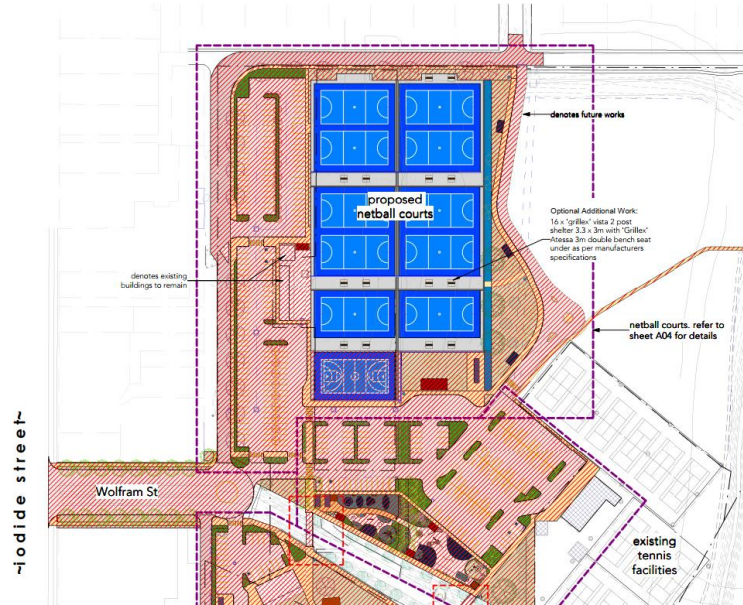 denotes future works
proposed
netball courts
Optional Additional Work:
16 x "grillex" vista 2 post
shelter 3.3 x 3m with "Grillex"
Atessa 3m double bench seat
under as per manufacturers
specifications
denotes existing
buildings to remain
netball courts. refer to
sheet A04 for details
~iodide street~
Wolfram St
existing
tennis
facilities